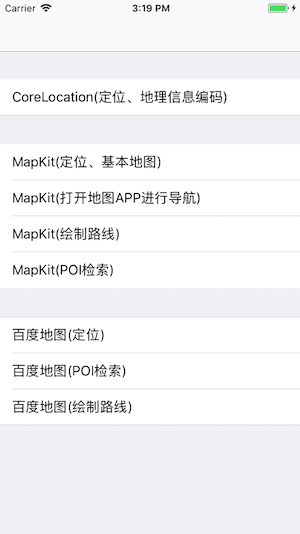 Carrier 3:19 PM
CoreLocation(定位、地理信息编码)
MapKit(定位、基本地图)
MapKit(打开地图APP进行导航)
MapKit(绘制路线)
MapKit(POI检索)
百度地图(定位)
百度地图(POI检索)
百度地图(绘制路线)